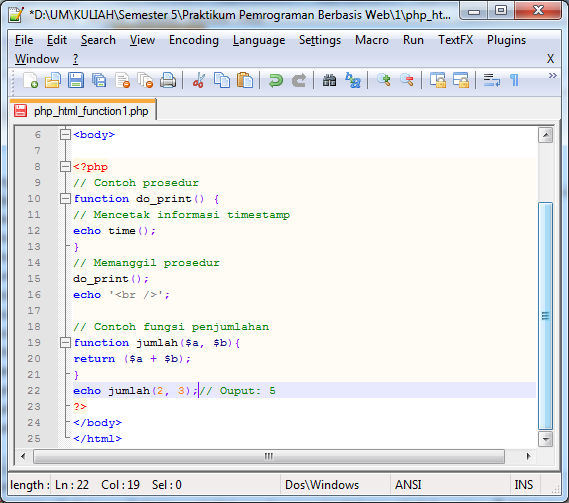 *D:\UM\KULIAH\Semester 5\Praktikum Pemrograman Berbasis Web\1\php_ht...
File Edit Search View Encoding Language Settings Macro Run TextFX Plugins
Window ? X
php_html_function1.php
6 <body>
7
8 <?php
9 // Contoh prosedur
10 function do_print() {
11 // Mencetak informasi timestamp
12 echo time();
13 }
14 // Memanggil prosedur
15 do_print();
16 echo '<br />';
17
18 // Contoh fungsi penjumlahan
19 function jumlah($a, $b){
20 return ($a + $b);
21 }
22 echo jumlah(2, 3);// Ouput: 5
23 ?>
24 </body>
25 </html>
length : Ln : 22 Col : 19 Sel : 0 Dos\Windows ANSI INS